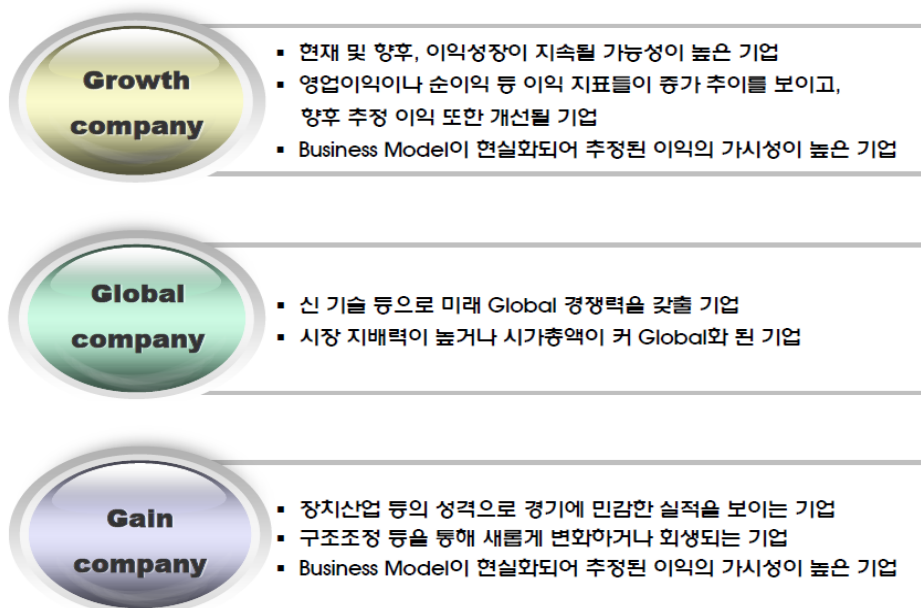 Growth
company
▪ 현재 및 향후, 이익성장이 지속될 가능성이 높은 기업
▪ 영업이익이나 순이익 등 이익 지표들이 증가 추이를 보이고,
향후 추정 이익 또한 개선될 기업
▪ Business Model이 현실화되어 추정된 이익의 가시성이 높은 기업
Global
company
▪ 신 기술 등으로 미래 Global 경쟁력을 갖출 기업
▪ 시장 지배력이 높거나 시가총액이 커 Global화 된 기업
Gain
company
▪ 장치산업 등의 성격으로 경기에 민감한 실적을 보이는 기업
▪ 구조조정 등을 통해 새롭게 변화하거나 회생되는 기업
▪ Business Model이 현실화되어 추정된 이익의 가시성이 높은 기업